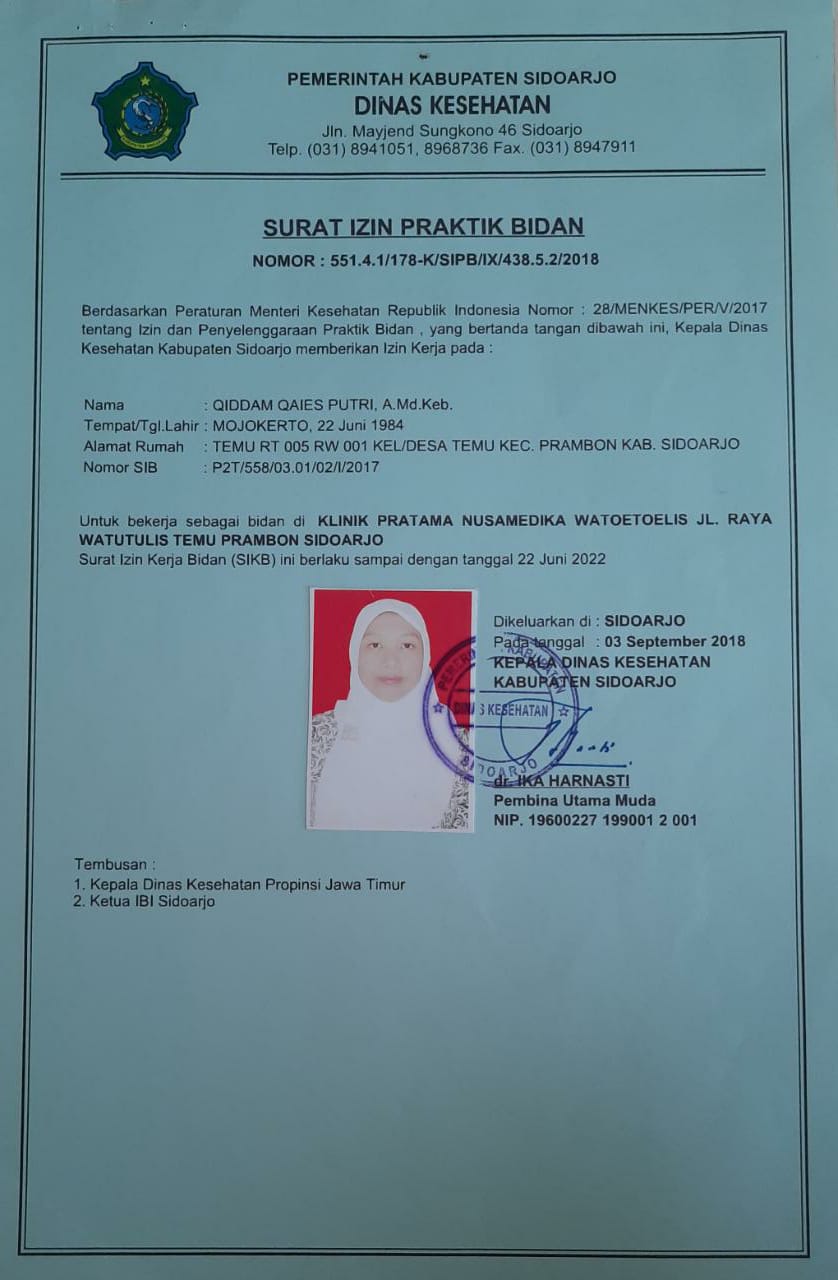 PEMERINTAH KABUPATEN SIDOARJO
DINAS KESEHATAN
Jln. Mayjend Sungkono 46 Sidoarjo
Telp. (031) 8941051, 8968736 Fax. (031) 8947911
SURAT IZIN PRAKTIK BIDAN
NOMOR : 551.4.1/178-K/SIPB/IX/438.5.2/2018
Berdasarkan Peraturan Menteri Kesehatan Republik Indonesia Nomor : 28/MENKES/PER/V/2017
tentang Izin dan Penyelenggaraan Praktik Bidan , yang bertanda tangan dibawah ini, Kepala Dinas
Kesehatan Kabupaten Sidoarjo memberikan Izin Kerja pada :
Nama : QIDDAM QAIES PUTRI, A.Md.Keb.
Tempat/Tgl.Lahir : MOJOKERTO, 22 Juni 1984
Alamat Rumah : TEMU RT 005 RW 001 KEL/DESA TEMU KEC. PRAMBON KAB. SIDOARJO
Nomor SIB : P2T/558/03.01/02/I/2017
Untuk bekerja sebagai bidan di KLINIK PRATAMA NUSAMEDIKA WATOETOELIS JL. RAYA
WATUTULIS TEMU PRAMBON SIDOARJO
Surat Izin Kerja Bidan (SIKB) ini berlaku sampai dengan tanggal 22 Juni 2022
Dikeluarkan di : SIDOARJO
Pada tanggal : 03 September 2018
KEPALA DINAS KESEHATAN
KABUPATEN SIDOARJO
DINAS KESEHATAN
SIDOARJO
dr. IKA HARNASTI
Pembina Utama Muda
NIP. 19600227 199001 2 001
Tembusan :
1. Kepala Dinas Kesehatan Propinsi Jawa Timur
2. Ketua IBI Sidoarjo